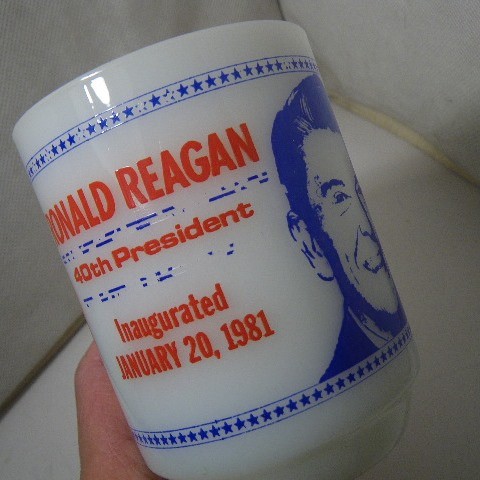 RONALD REAGAN
40th President
Inaugurated
JANUARY 20, 1981